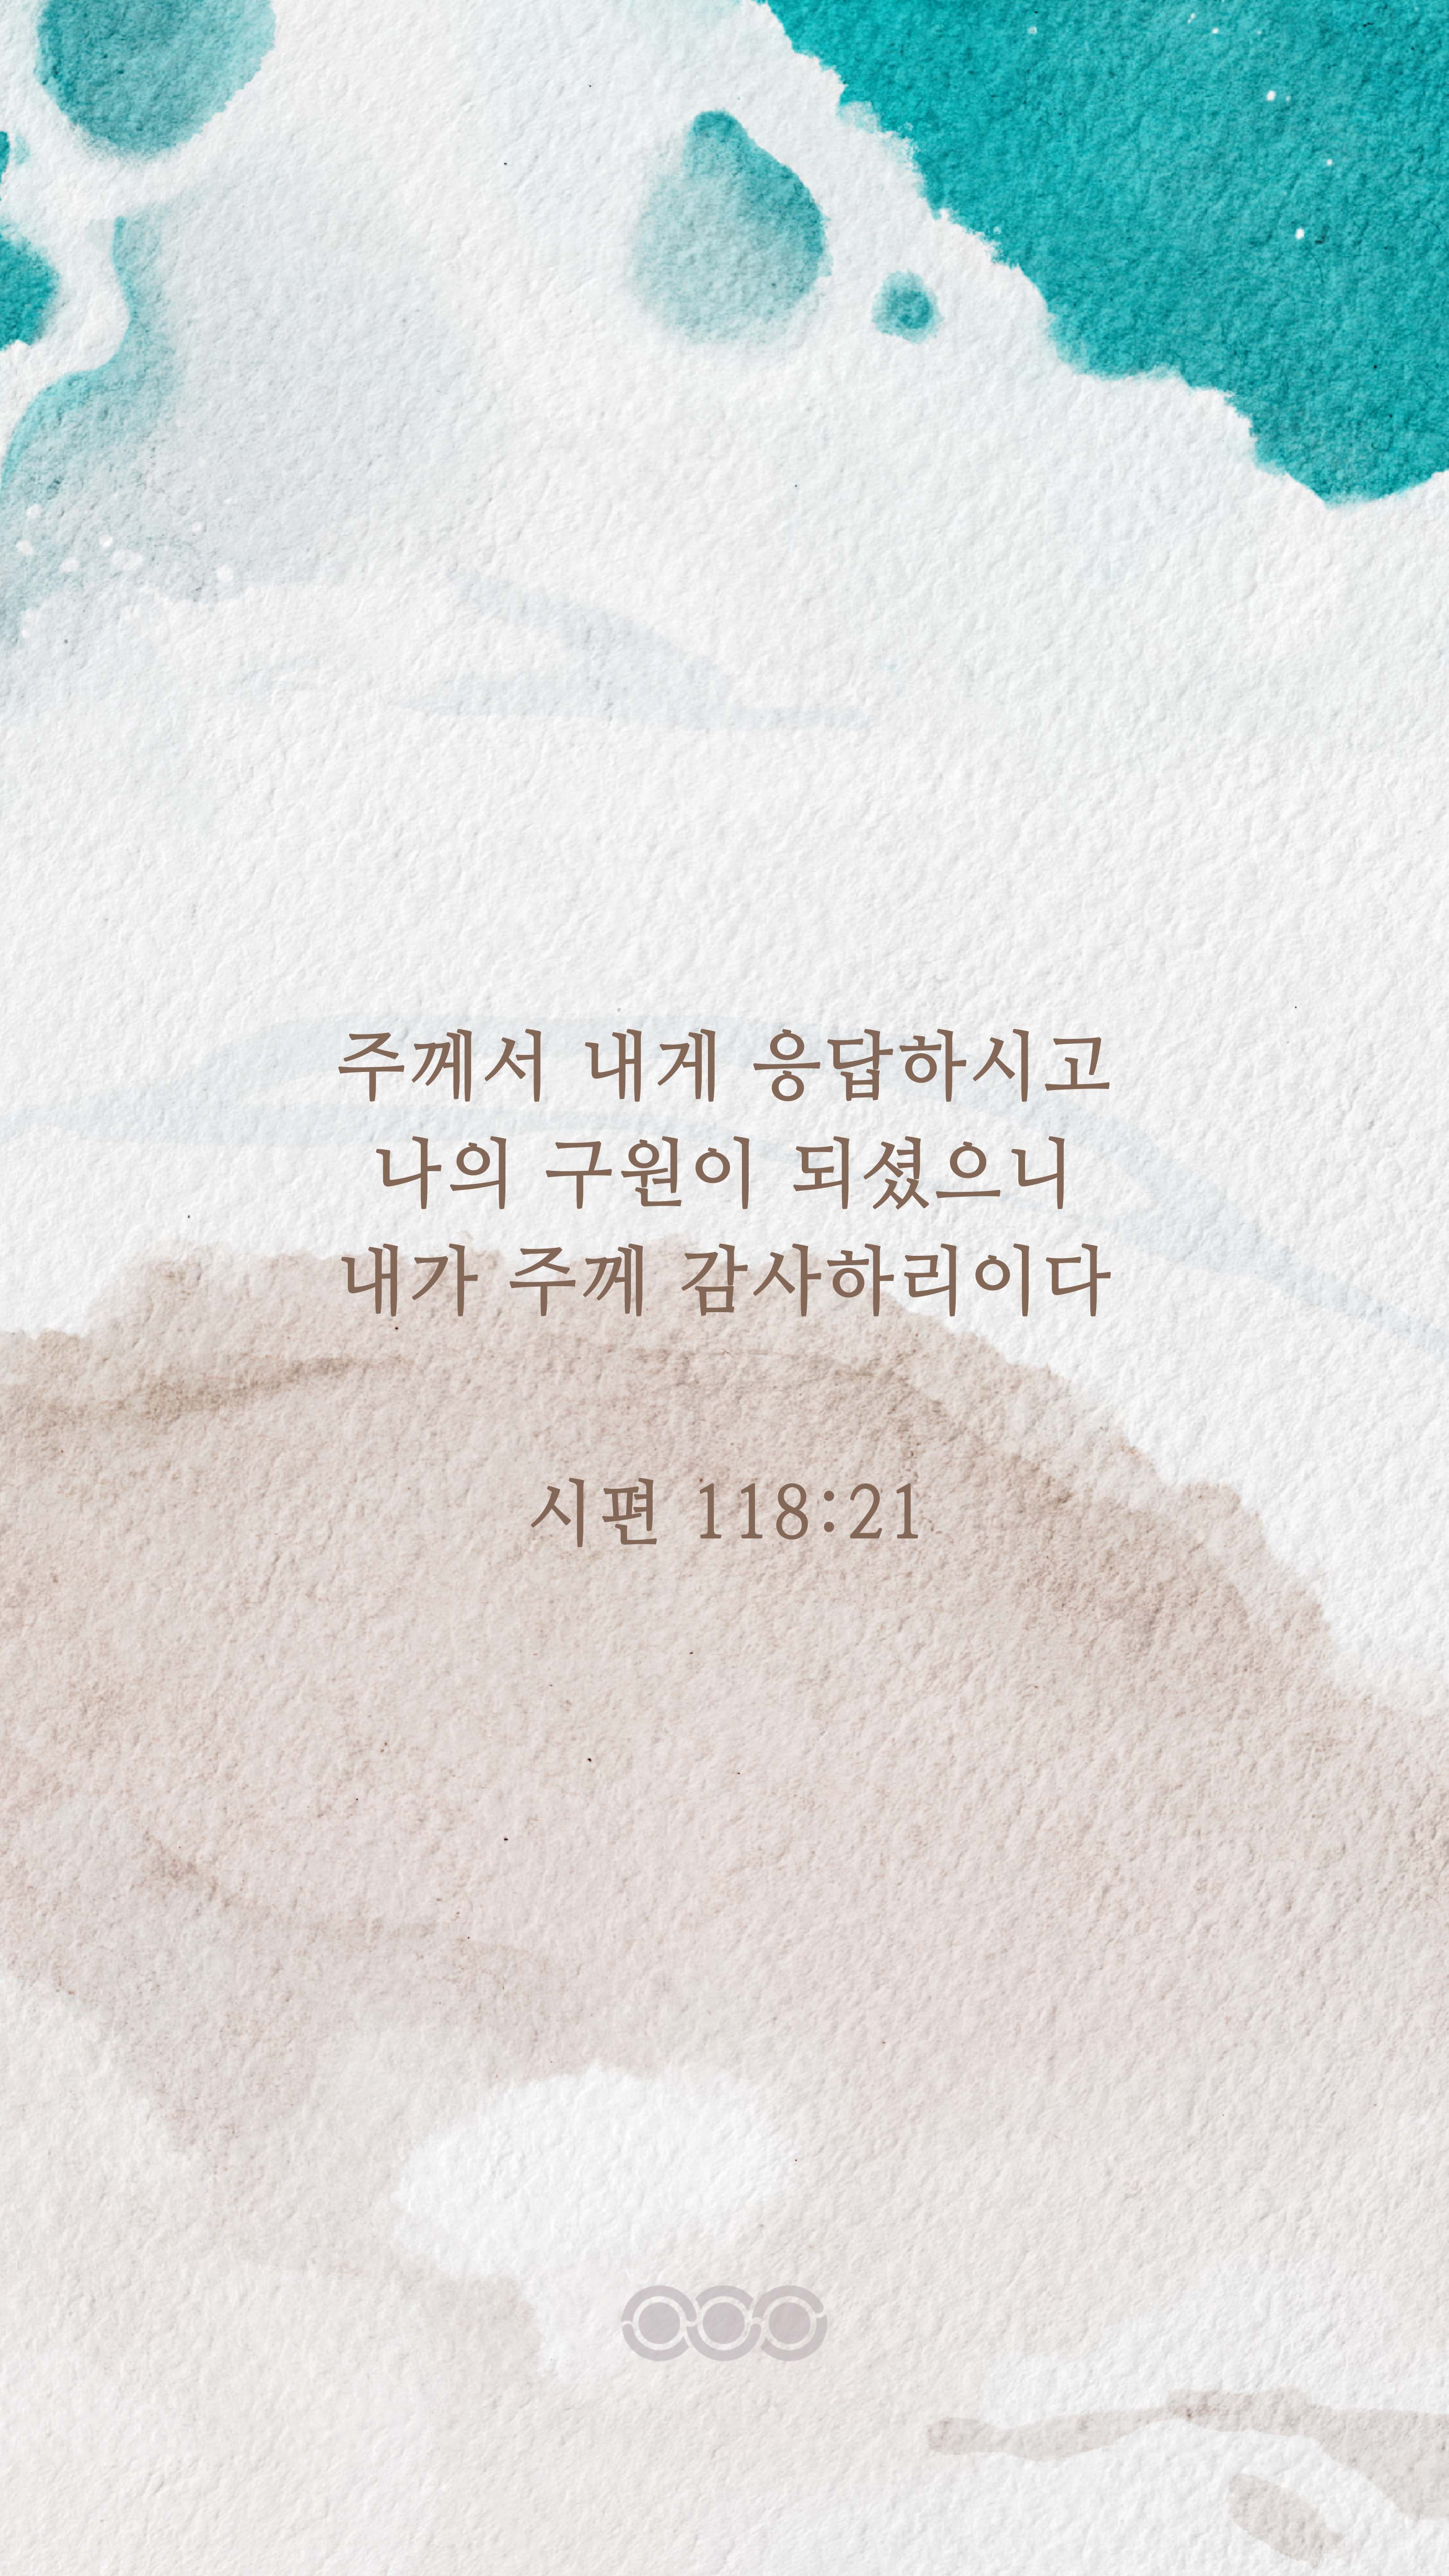 주께서 내게 응답하시고
나의 구원이 되셨으니
내가 주께 감사하리이다
시편 118:21